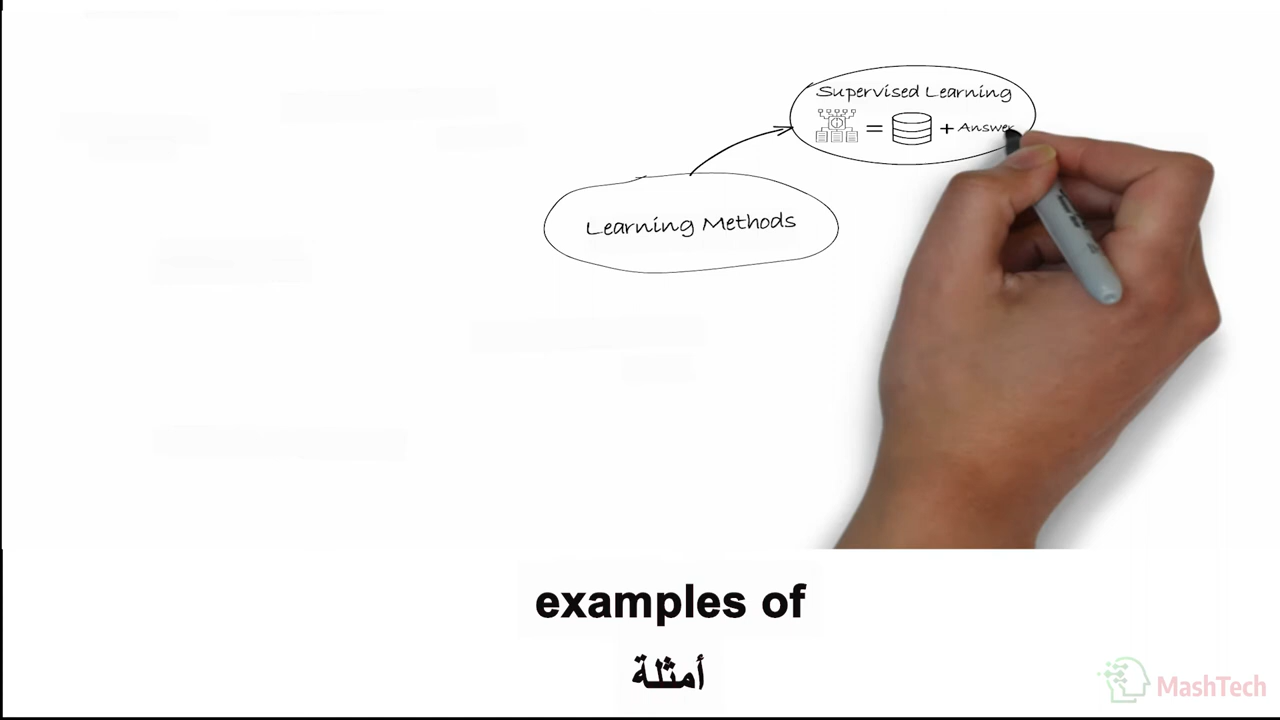 Supervised Learning
= + Answer
Learning Methods
examples of
أمثلة
MashTech